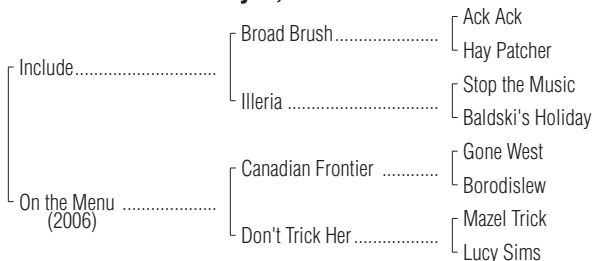 Ack Ack
Broad Brush....................
Hay Patcher
Include...........................
Stop the Music
Illeria .............................
Baldski's Holiday
Gone West
Canadian Frontier ............
Borodislew
On the Menu ..................
(2006)
Mazel Trick
Don't Trick Her................
Lucy Sims